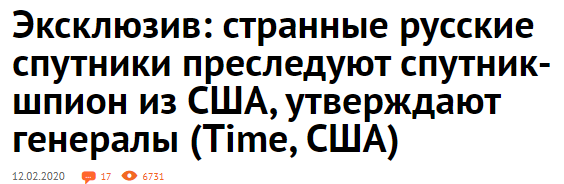 Эксклюзив: странные русские
спутники преследуют спутник-
шпион из США, утверждают
генералы (Time, США)
12.02.2020 17 6731